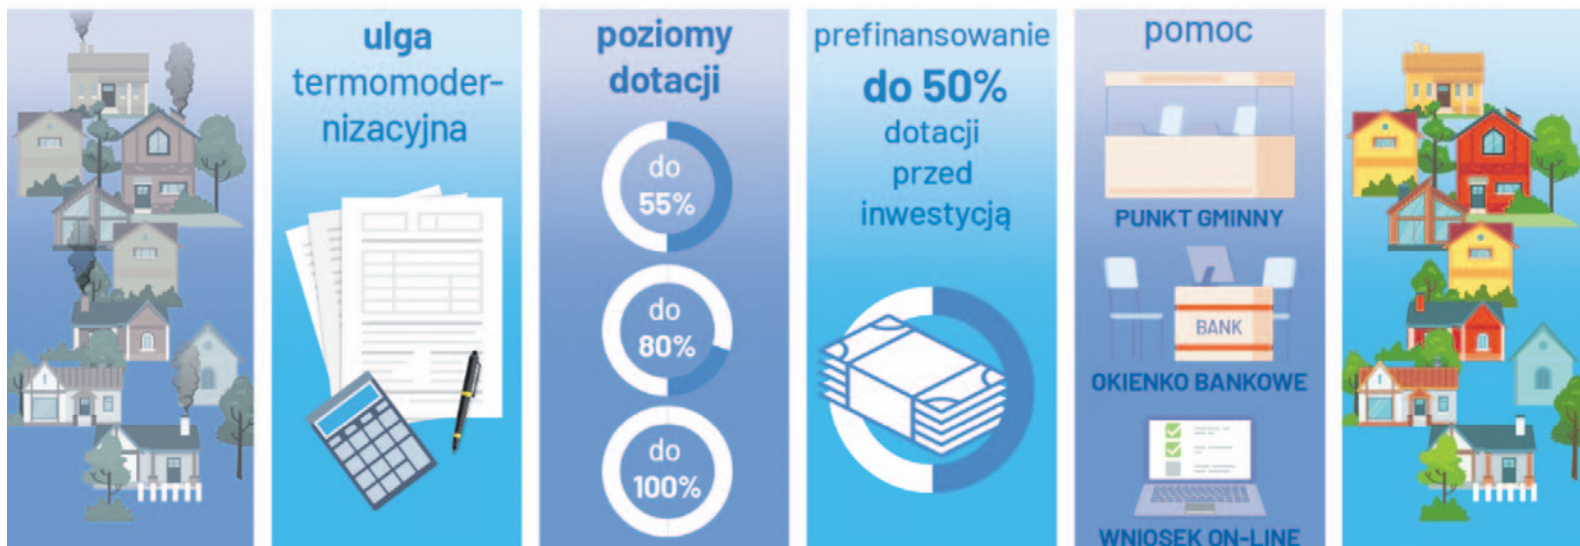 ulga
termomoder-
nizacyjna
poziomy
dotacji
do
55%
do
80%
do
100%
prefinansowanie
do 50%
dotacji
przed
inwestycją
pomoc
PUNKT GMINNY
BANK
OKIENKO BANKOWE
WNIOSEK ON-LINE